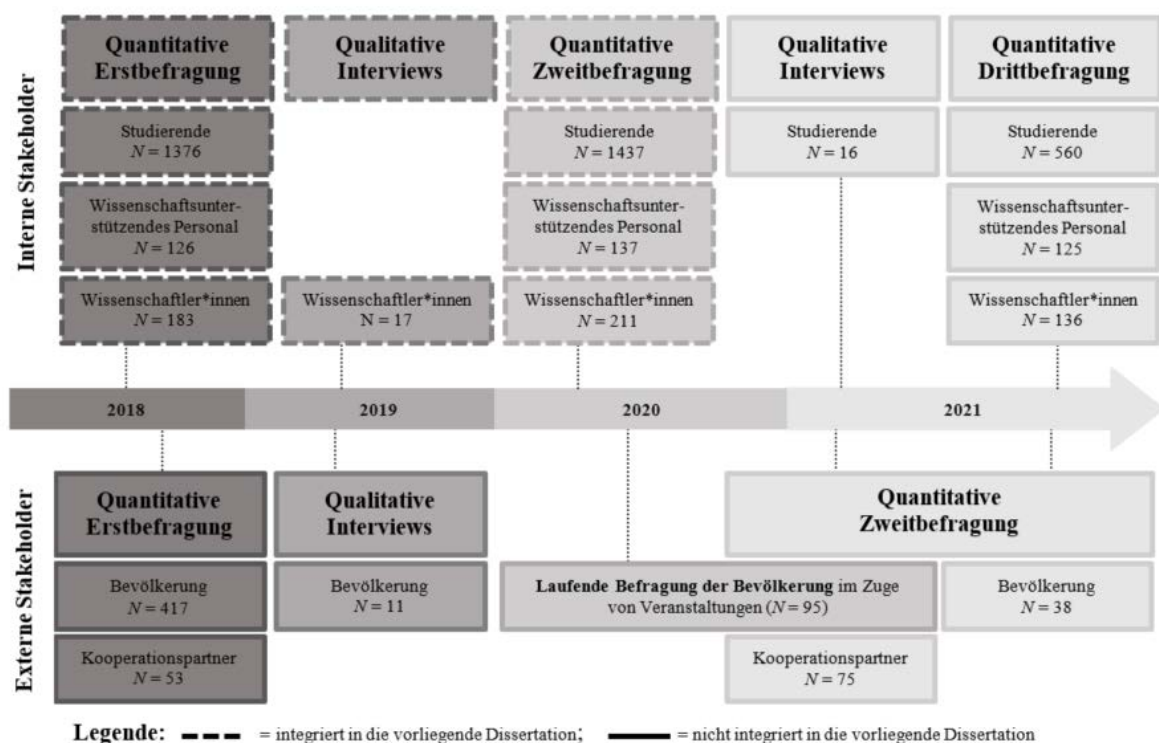 Interne Stakeholder
Quantitative
Erstbefragung
Studierende
N = 1376
Wissenschaftsunter-
stützendes Personal
N = 126
Wissenschaftler*innen
N = 183
Qualitative
Interviews
Wissenschaftler*innen
N = 17
Quantitative
Zweitbefragung
Studierende
N = 1437
Wissenschaftsunter-
stützendes Personal
N = 137
Wissenschaftler*innen
N = 211
Qualitative
Interviews
Studierende
N = 16
Quantitative
Drittbefragung
Studierende
N = 560
Wissenschaftsunter-
stützendes Personal
N = 125
Wissenschaftler*innen
N = 136
2018 2019 2020 2021
Externe Stakeholder
Quantitative
Erstbefragung
Bevölkerung
N = 417
Kooperationspartner
N = 53
Qualitative
Interviews
Bevölkerung
N = 11
Laufende Befragung der Bevölkerung im Zuge
von Veranstaltungen (N = 95)
Quantitative
Zweitbefragung
Kooperationspartner
N = 75
Bevölkerung
N = 38
Legende: = integriert in die vorliegende Dissertation; = nicht integriert in die vorliegende Dissertation